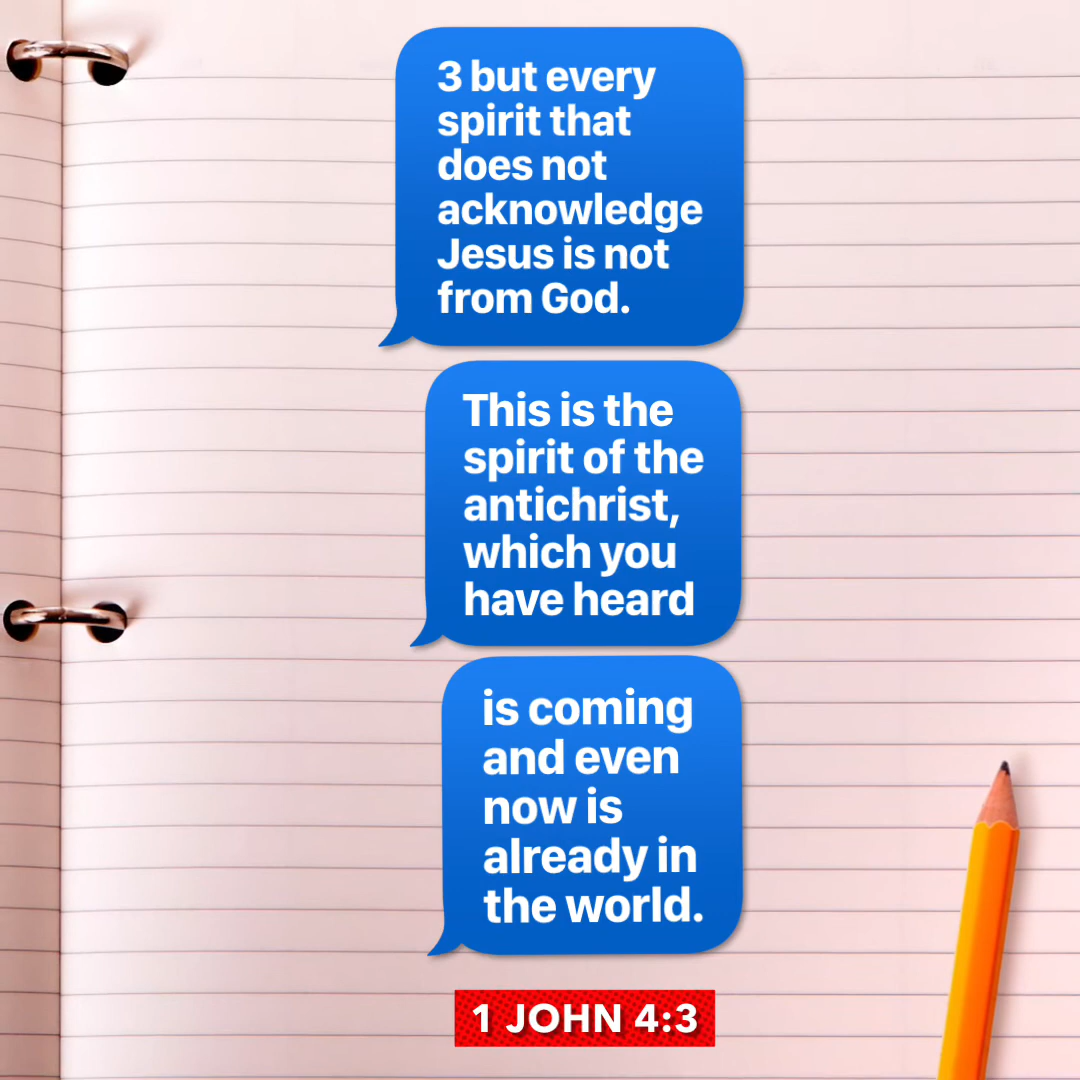 3 but every
spirit that
does not
acknowledge
Jesus is not
from God.
This is the
spirit of the
antichrist,
which you
have heard
is coming
and even
now is
already in
the world.
1 JOHN 4:3